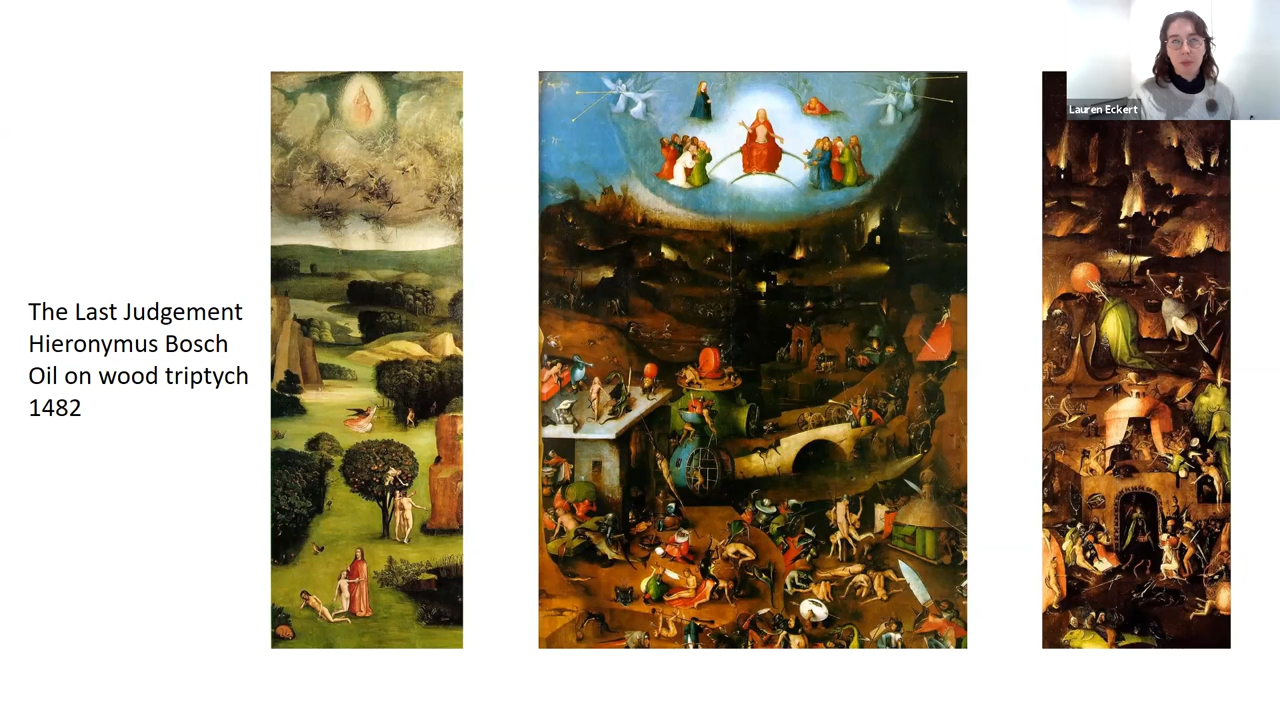 The Last Judgement
Hieronymus Bosch
Oil on wood triptych
1482
Lauren Eckert